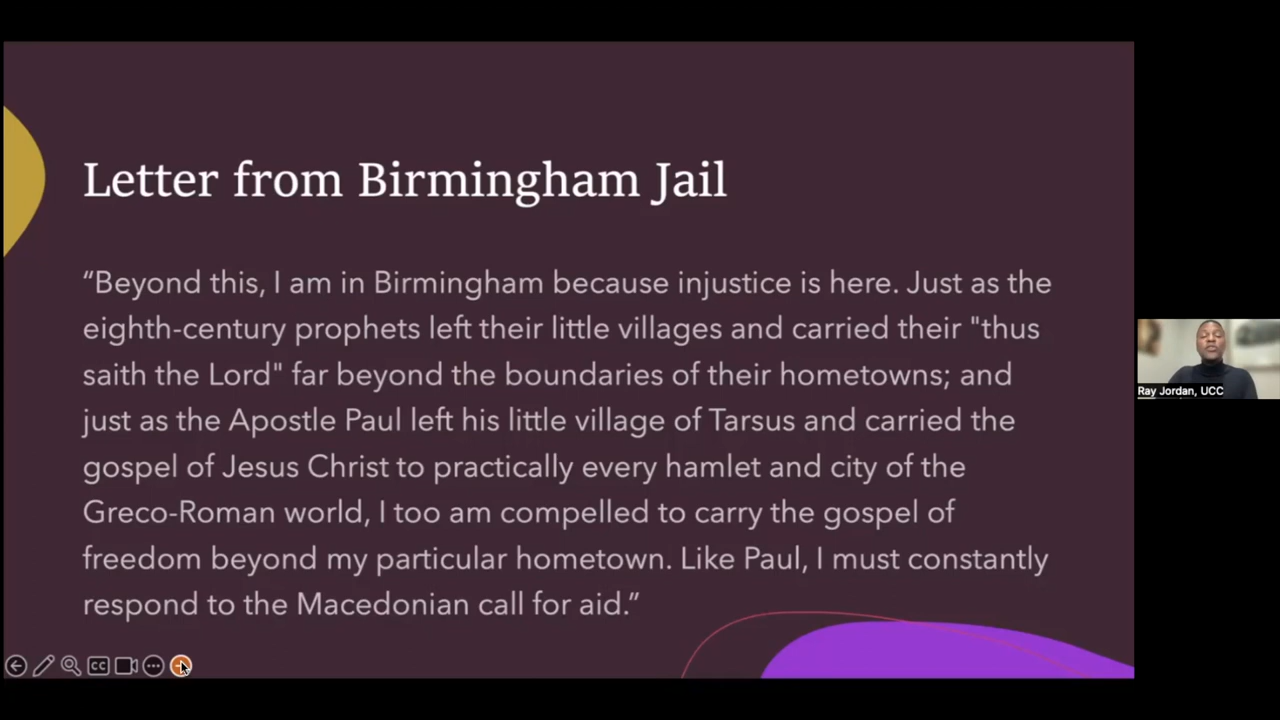 Letter from Birmingham Jail
“Beyond this, I am in Birmingham because injustice is here. Just as the
eighth-century prophets left their little villages and carried their "thus
saith the Lord" far beyond the boundaries of their hometowns; and
just as the Apostle Paul left his little village of Tarsus and carried the
gospel of Jesus Christ to practically every hamlet and city of the
Greco-Roman world, I too am compelled to carry the gospel of
freedom beyond my particular hometown. Like Paul, I must constantly
respond to the Macedonian call for aid.”
Ray Jordan, UCC
CC